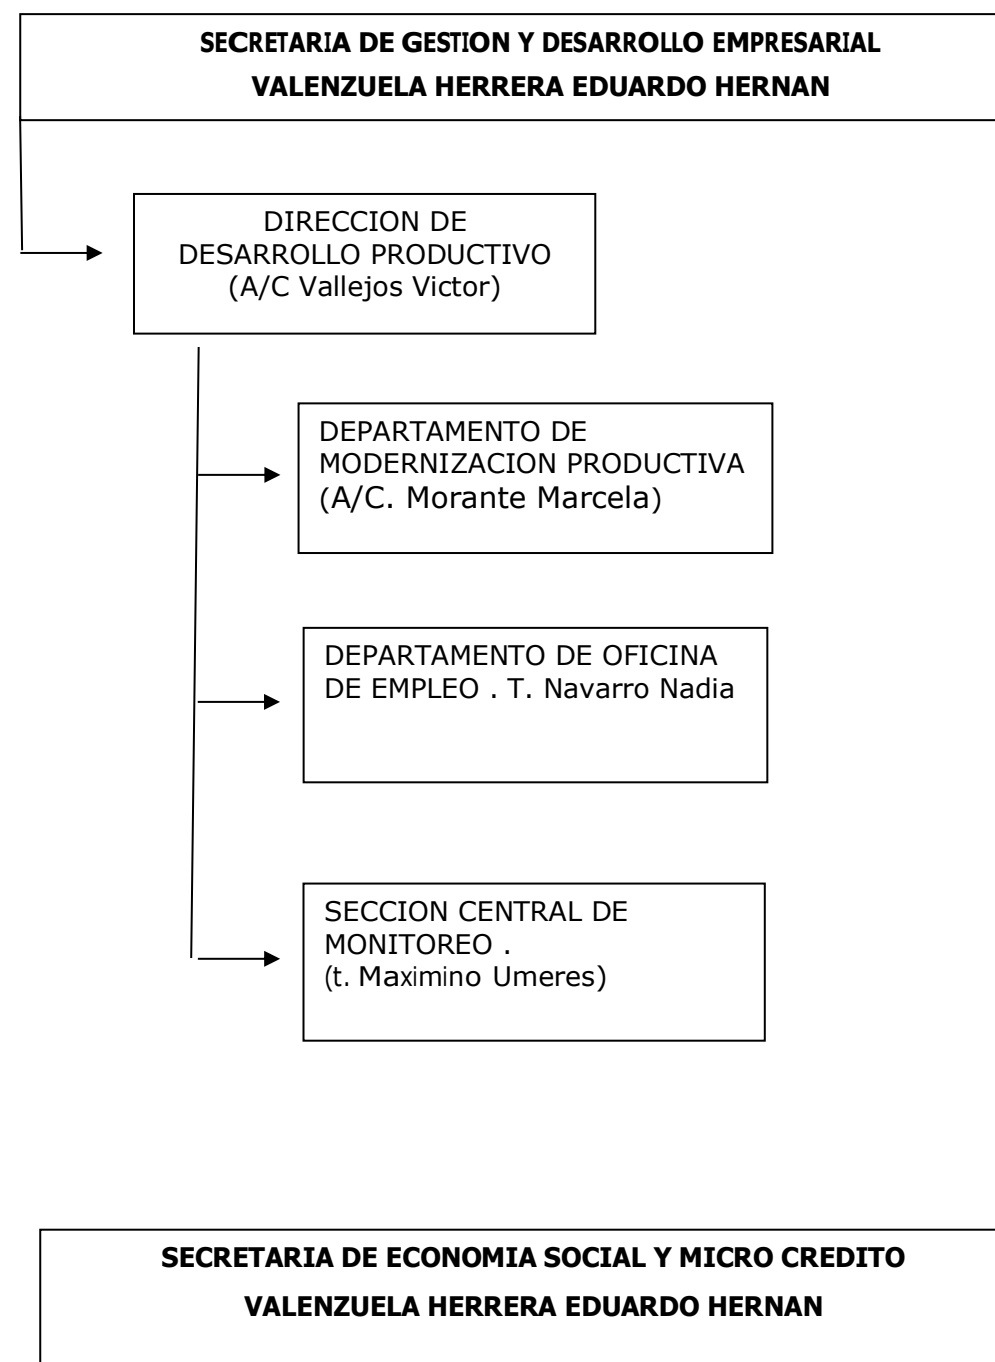 SECRETARIA DE GESTION Y DESARROLLO EMPRESARIAL
VALENZUELA HERRERA EDUARDO HERNAN
DIRECCION DE
DESARROLLO PRODUCTIVO
(A/C Vallejos Victor)
DEPARTAMENTO DE
MODERNIZACION PRODUCTIVA
(A/C. Morante Marcela)
DEPARTAMENTO DE OFICINA
DE EMPLEO . T. Navarro Nadia
SECCION CENTRAL DE
MONITOREO .
(t. Maximino Umeres)
SECRETARIA DE ECONOMIA SOCIAL Y MICRO CREDITO
VALENZUELA HERRERA EDUARDO HERNAN